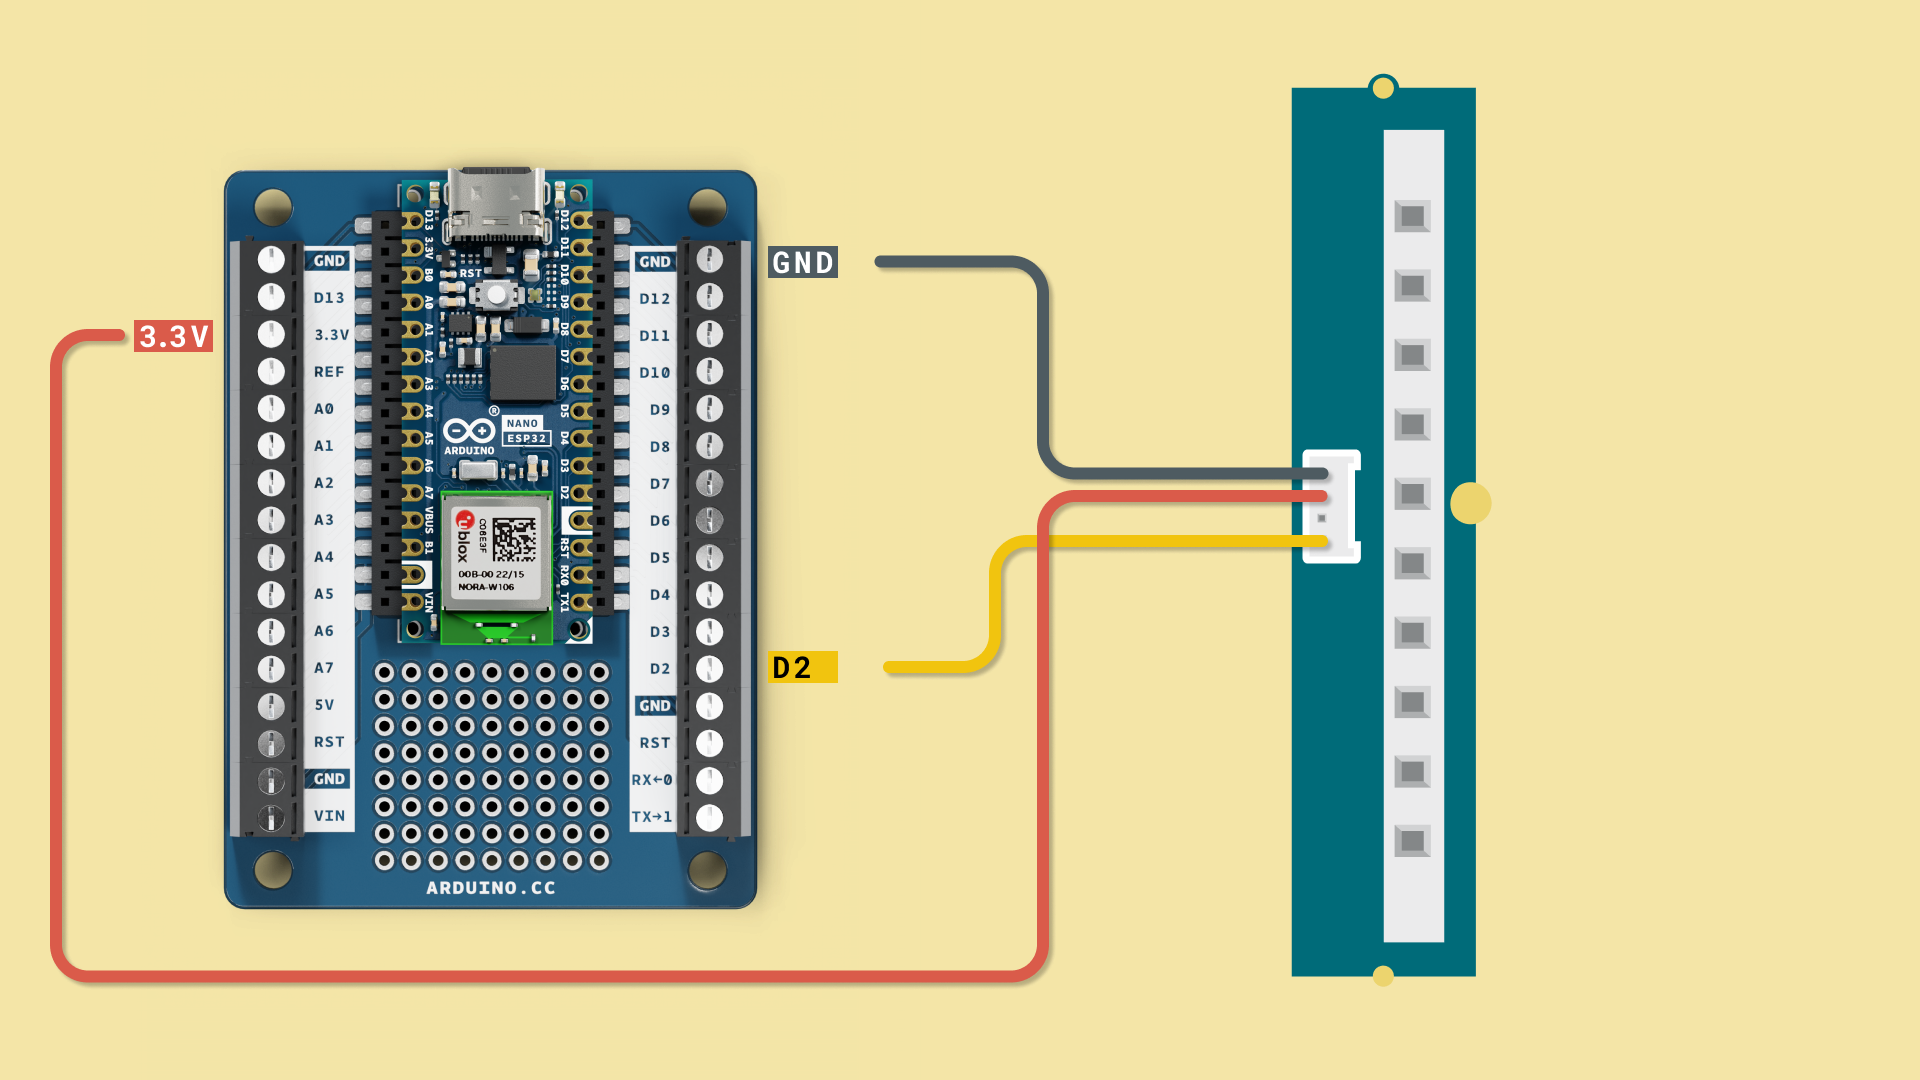 GND
D13
3.3V
REF
A0
A1
A2
A3
A4
A5
A6
A7
5V
RST
GND
VIN
3.3V
D13
3.3V
B0
A0
A1
A2
A3
A4
A5
A6
A7
VBUS
B1
VIN
RST
®
NANO
ESP32
ARDUINO
ublox
C06E3F
00B-00 22/15
NORA-W106
D12
D11
D10
D9
D8
D7
D6
D5
D4
D3
D2
RST
RX0
TX1
ARDUINO.CC
GND
D12
D11
D10
D9
D8
D7
D6
D5
D4
D3
D2
GND
RST
RX←0
TX→1
GND
D2